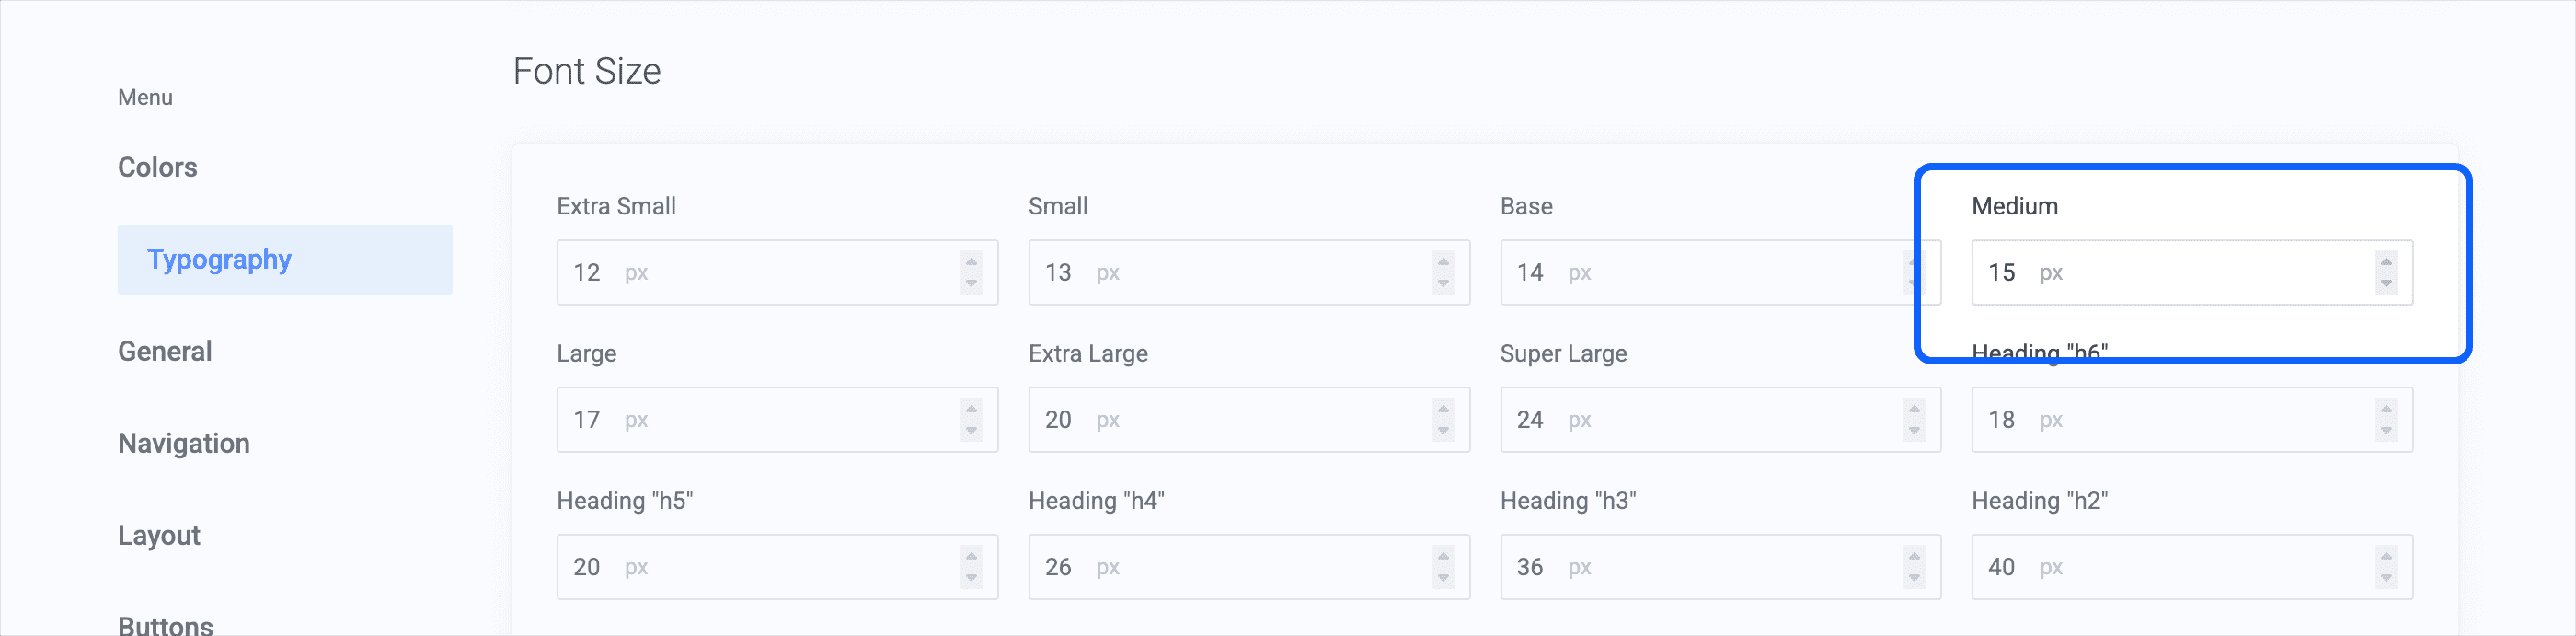 Font Size
Menu
Colors
Typography
General
Navigation
Layout
Buttons
Extra Small
Small
Base
Medium
12 px
13 px
14 px
15 px
Large
Extra Large
Super Large
Heading "h6"
17 px
20 px
24 px
18 px
Heading "h5"
Heading "h4"
Heading "h3"
Heading "h2"
20 px
26 px
36 px
40 px